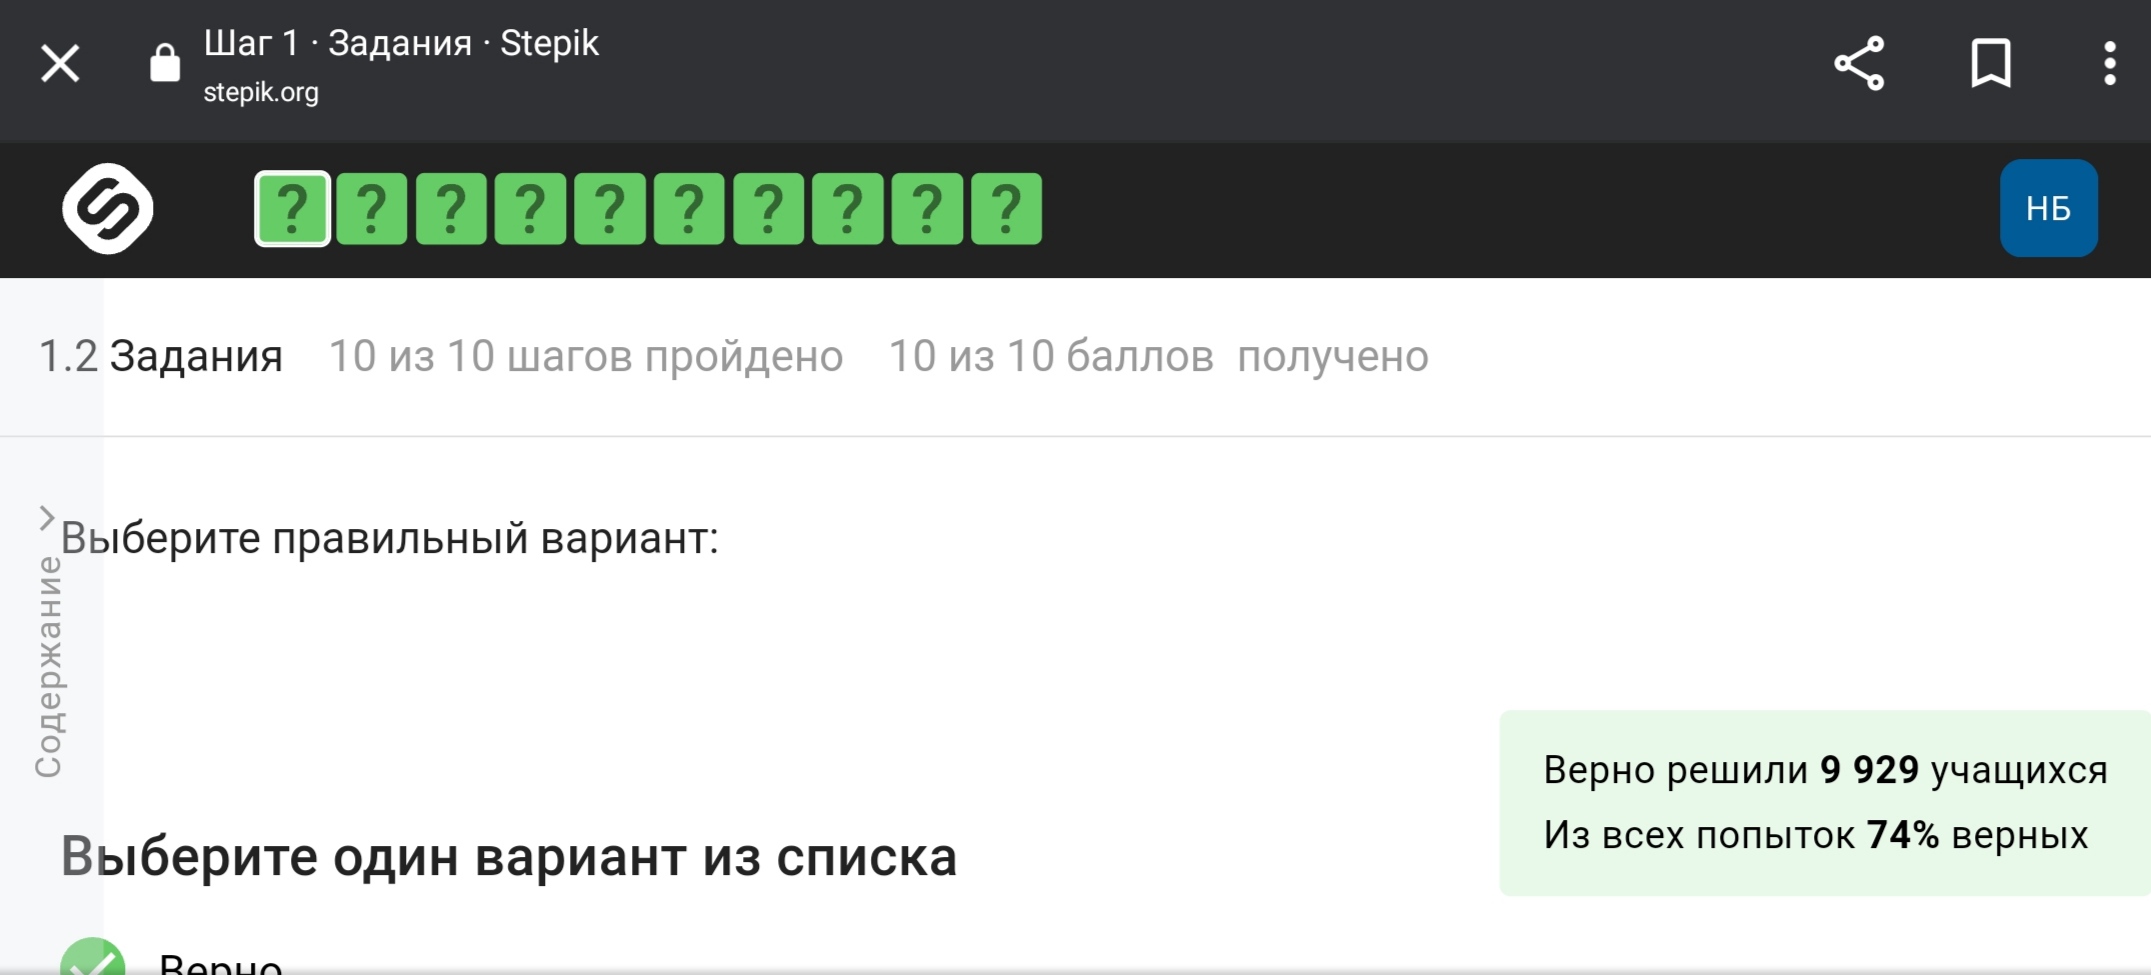 Шаг 1 · Задания · Stepik
stepik.org
? ? ? ? ? ? ? ? ? ?
НБ
1.2 Задания 10 из 10 шагов пройдено 10 из 10 баллов получено
Содержание
Выберите правильный вариант:
Верно решили 9 929 учащихся
Из всех попыток 74% верных
Выберите один вариант из списка
Верно